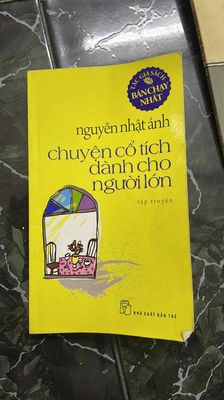 TÁC GIẢ SÁCH
BÁN CHẠY
NHẤT
nguyễn nhật ánh
chuyện cổ tích
dành cho
người lớn
tập truyện
NHÀ XUẤT BẢN TRẺ